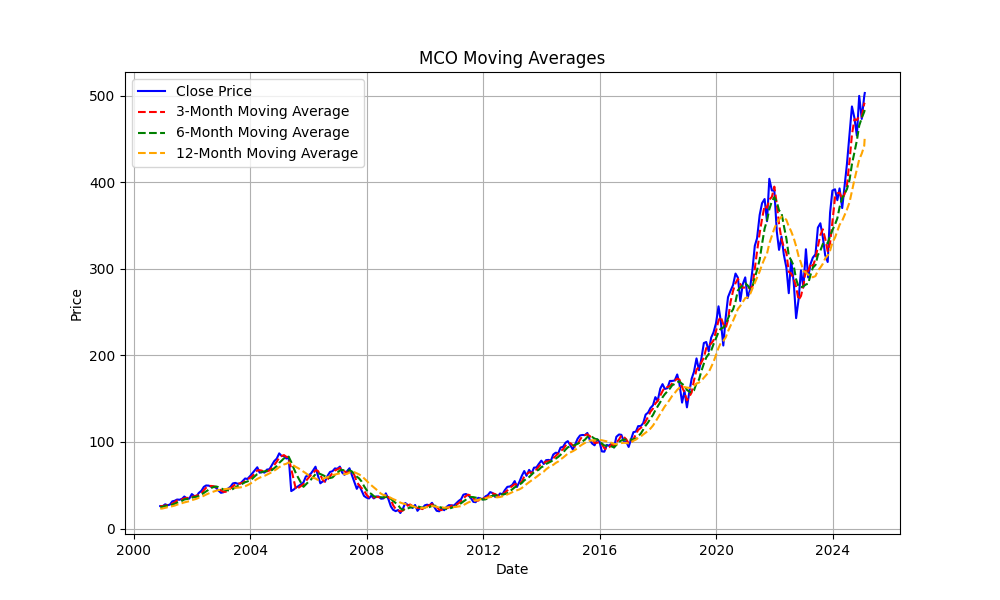 MCO Moving Averages
Close Price
3-Month Moving Average
6-Month Moving Average
12-Month Moving Average
500
400
300
200
100
0
Price
2000 2004 2008 2012 2016 2020 2024
Date